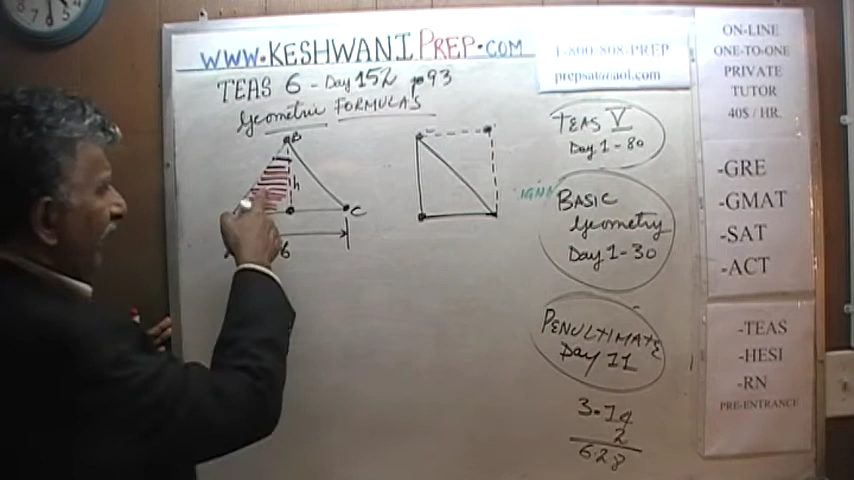 WWW.KESHWANIPREP.COM
1-800-808-PREP
prepsat@aol.com
TEAS 6 - Day 152 93
Geometric FORMULAS
B
h
C
6
TEAS V
Day 1-80
BASIC
Geometry
Day 1-30
PENULTIMATE
Day 11
3.14
2
6.28
ON-LINE
ONE-TO-ONE
PRIVATE
TUTOR
40$ / HR.
-GRE
-GMAT
-SAT
-ACT
-TEAS
-HESI
-RN
PRE-ENTRANCE